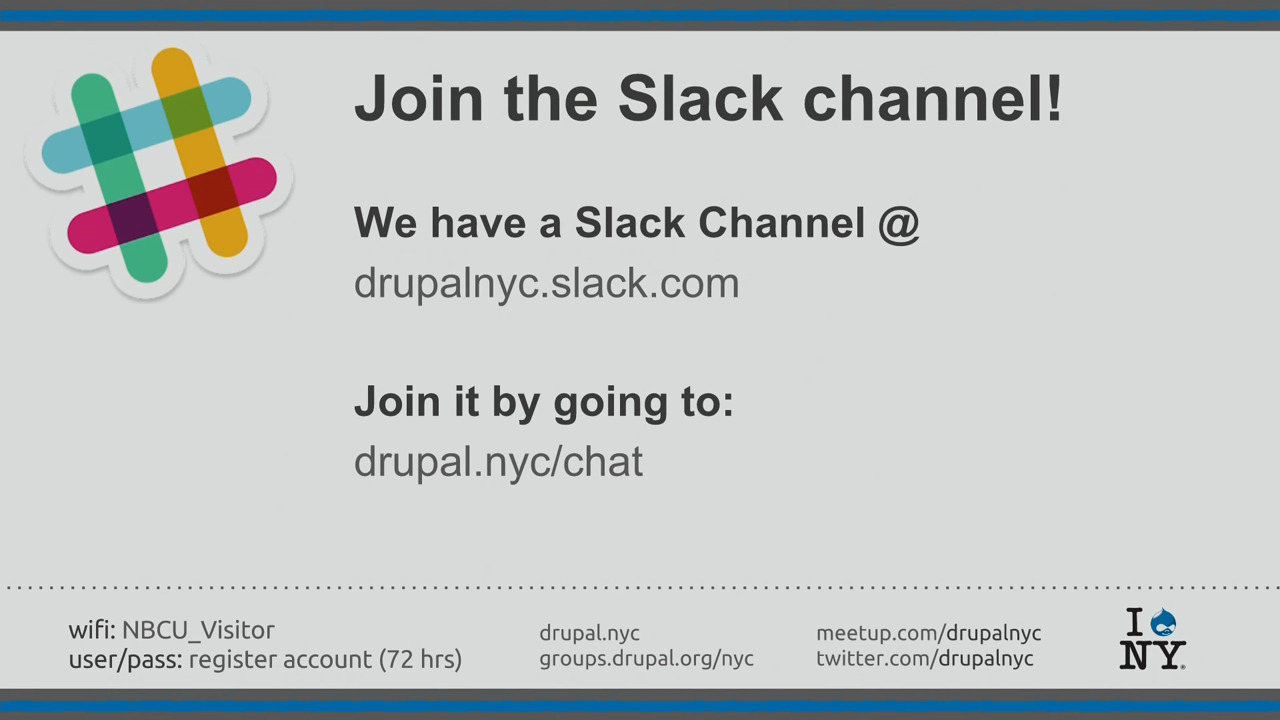 Join the Slack channel!
We have a Slack Channel @
drupalnyc.slack.com
Join it by going to:
drupal.nyc/chat
wifi: NBCU_Visitor
user/pass: register account (72 hrs)
drupal.nyc
groups.drupal.org/nyc
meetup.com/drupalnyc
twitter.com/drupalnyc
I
NY